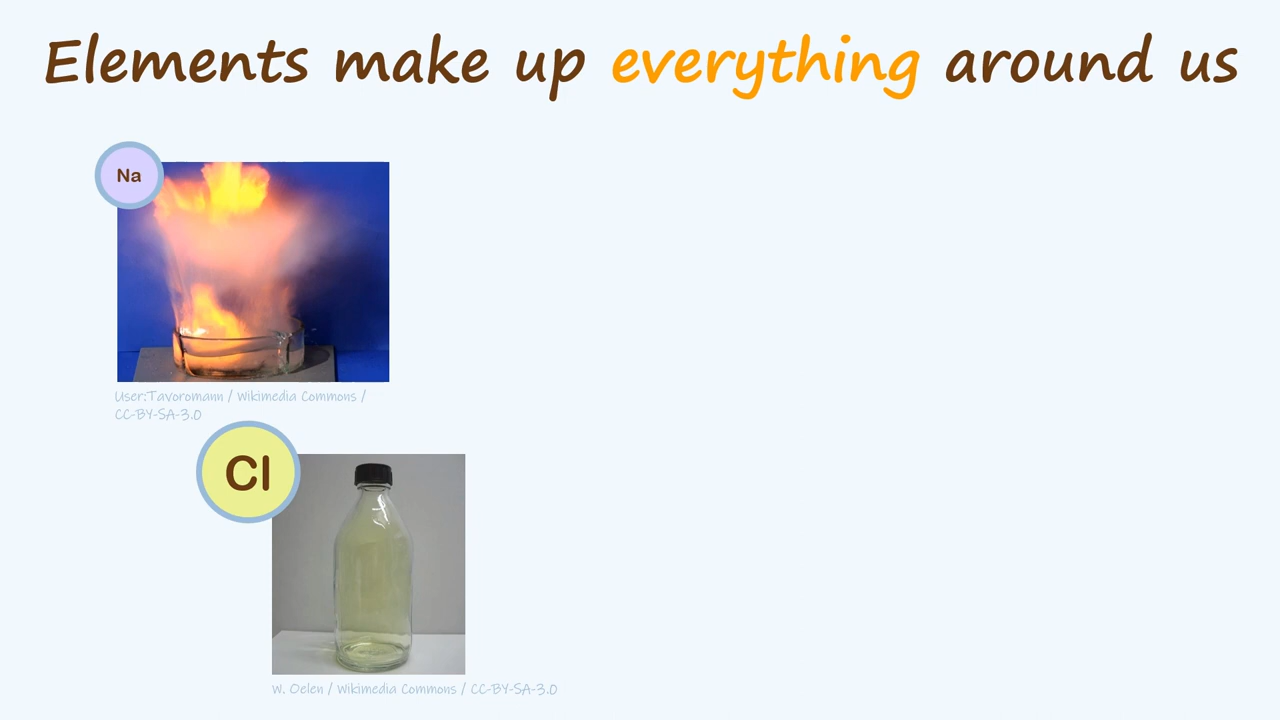 Elements make up everything around us
Na
User:Tavoromann / Wikimedia Commons /
CC-BY-SA-3.0
Cl
W. Oelen / Wikimedia Commons / CC-BY-SA-3.0